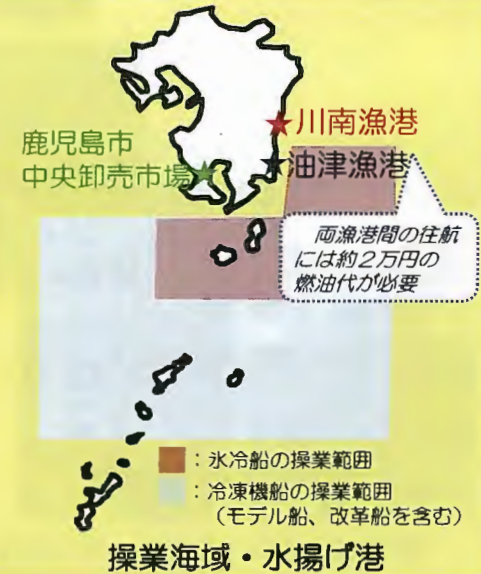 ★川南漁港
鹿児島市
中央卸売市場★
★油津漁港
両漁港間の往航
には約2万円の
燃油代が必要
：氷冷船の操業範囲
：冷凍機船の操業範囲
（モデル船、改革船を含む）
操業海域・水揚げ港